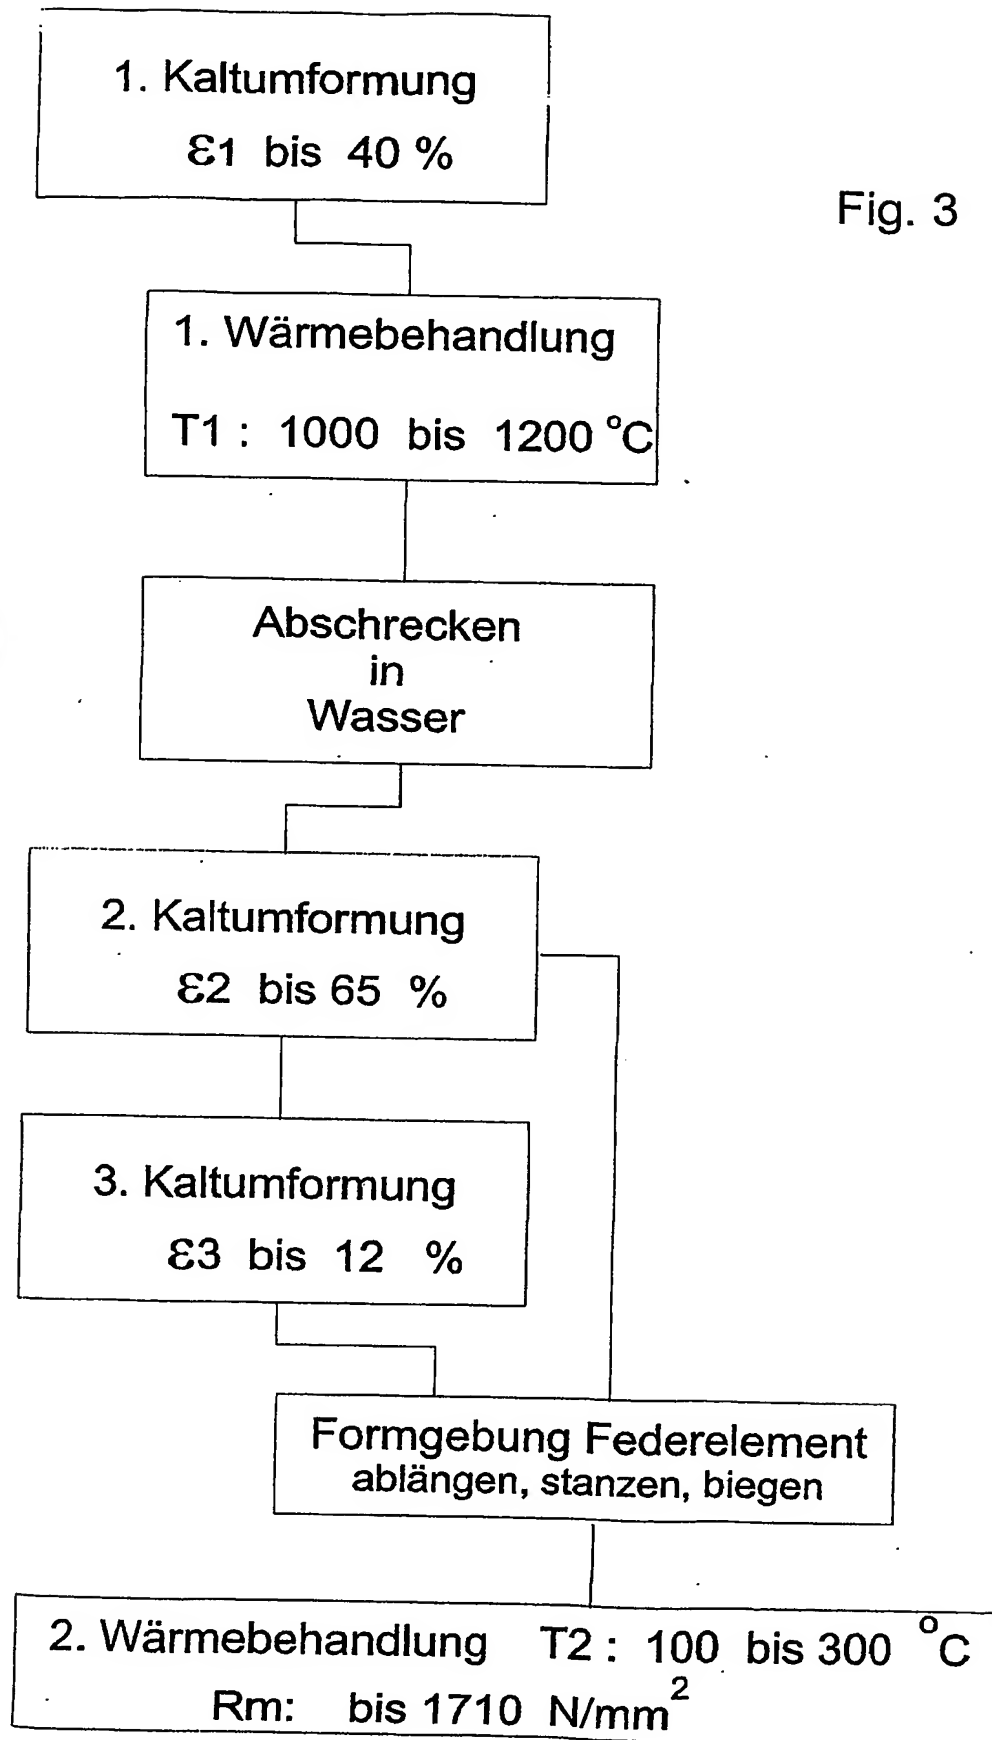 1. Kaltumformung
ε1 bis 40 %
Fig. 3
1. Wärmebehandlung
T1 : 1000 bis 1200 °C
Abschrecken
in
Wasser
2. Kaltumformung
ε2 bis 65 %
3. Kaltumformung
ε3 bis 12 %
Formgebung Federelement
ablängen, stanzen, biegen
2. Wärmebehandlung T2 : 100 bis 300 °C
Rm: bis 1710 N/mm²